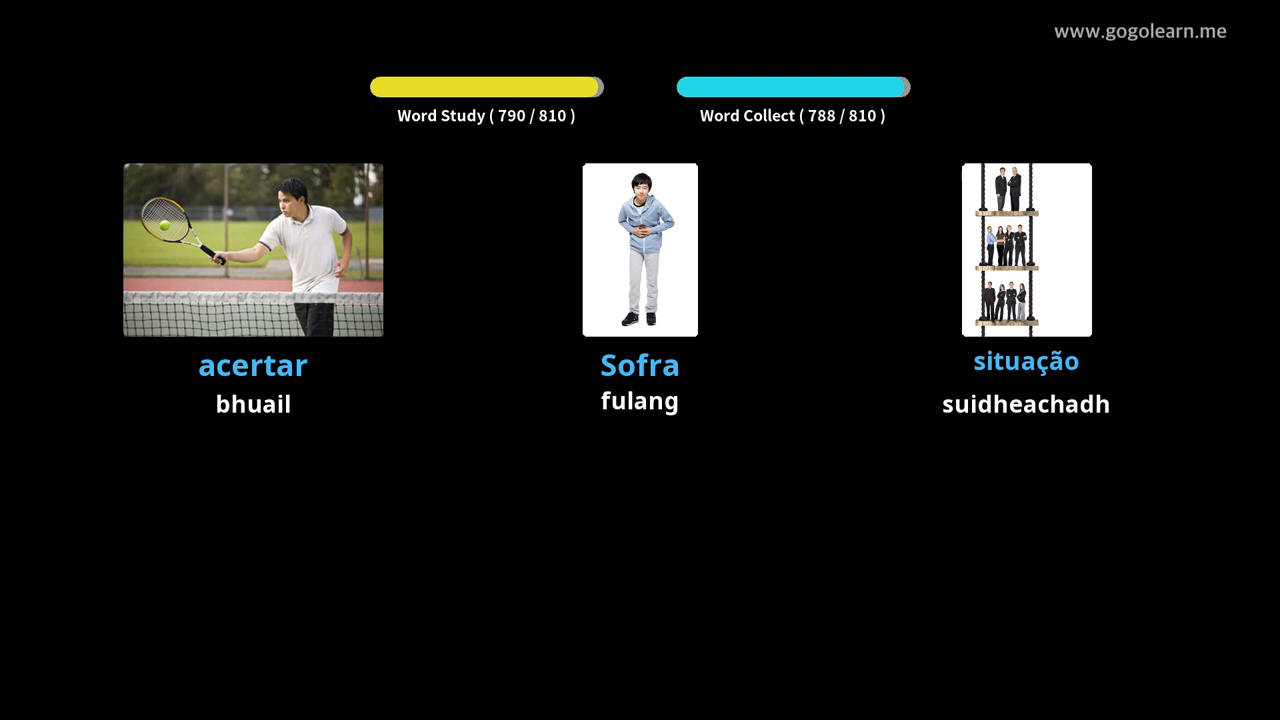 www.gogolearn.me
Word Study ( 790 / 810 )
Word Collect ( 788 / 810 )
acertar
bhuail
Sofra
fulang
situação
suidheachadh